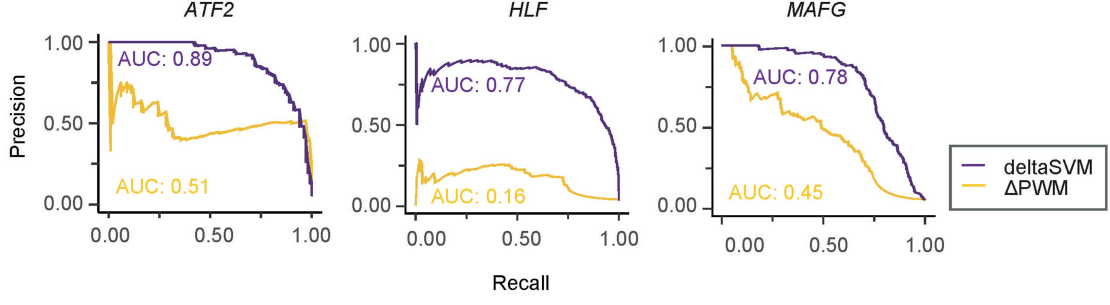 ATF2
HLF
MAFG
Precision
1.00
0.50
0.00
AUC: 0.89
AUC: 0.51
0.00 0.50 1.00
1.00
0.50
0.00
AUC: 0.77
AUC: 0.16
0.00 0.50 1.00
1.00
0.50
0.00
AUC: 0.78
AUC: 0.45
0.00 0.50 1.00
deltaSVM
ΔPWM
Recall